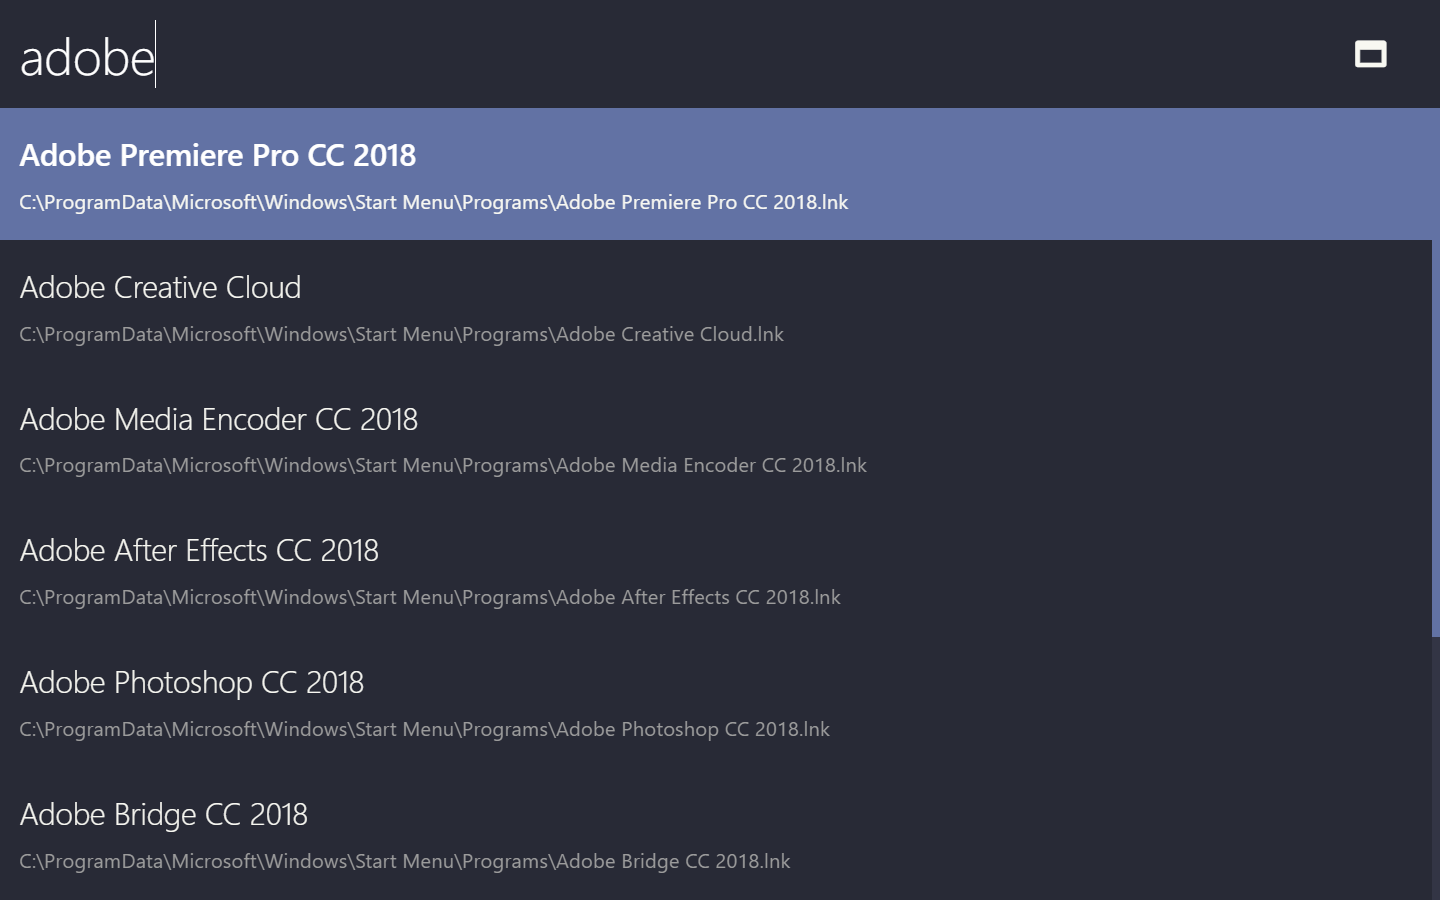 adobe
Adobe Premiere Pro CC 2018
C:\ProgramData\Microsoft\Windows\Start Menu\Programs\Adobe Premiere Pro CC 2018.lnk
Adobe Creative Cloud
C:\ProgramData\Microsoft\Windows\Start Menu\Programs\Adobe Creative Cloud.lnk
Adobe Media Encoder CC 2018
C:\ProgramData\Microsoft\Windows\Start Menu\Programs\Adobe Media Encoder CC 2018.lnk
Adobe After Effects CC 2018
C:\ProgramData\Microsoft\Windows\Start Menu\Programs\Adobe After Effects CC 2018.lnk
Adobe Photoshop CC 2018
C:\ProgramData\Microsoft\Windows\Start Menu\Programs\Adobe Photoshop CC 2018.lnk
Adobe Bridge CC 2018
C:\ProgramData\Microsoft\Windows\Start Menu\Programs\Adobe Bridge CC 2018.lnk